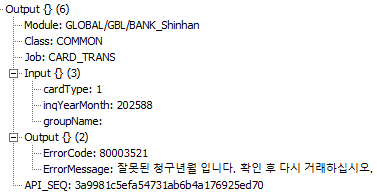 Output {} (6)
Module: GLOBAL/GBL/BANK_Shinhan
Class: COMMON
Job: CARD_TRANS
Input {} (3)
cardType: 1
inqYearMonth: 202588
groupName:
Output {} (2)
ErrorCode: 80003521
ErrorMessage: 잘못된 청구년월 입니다. 확인 후 다시 거래하십시오.
API_SEQ: 3a9981c5efa54731ab6b4a176925ed70